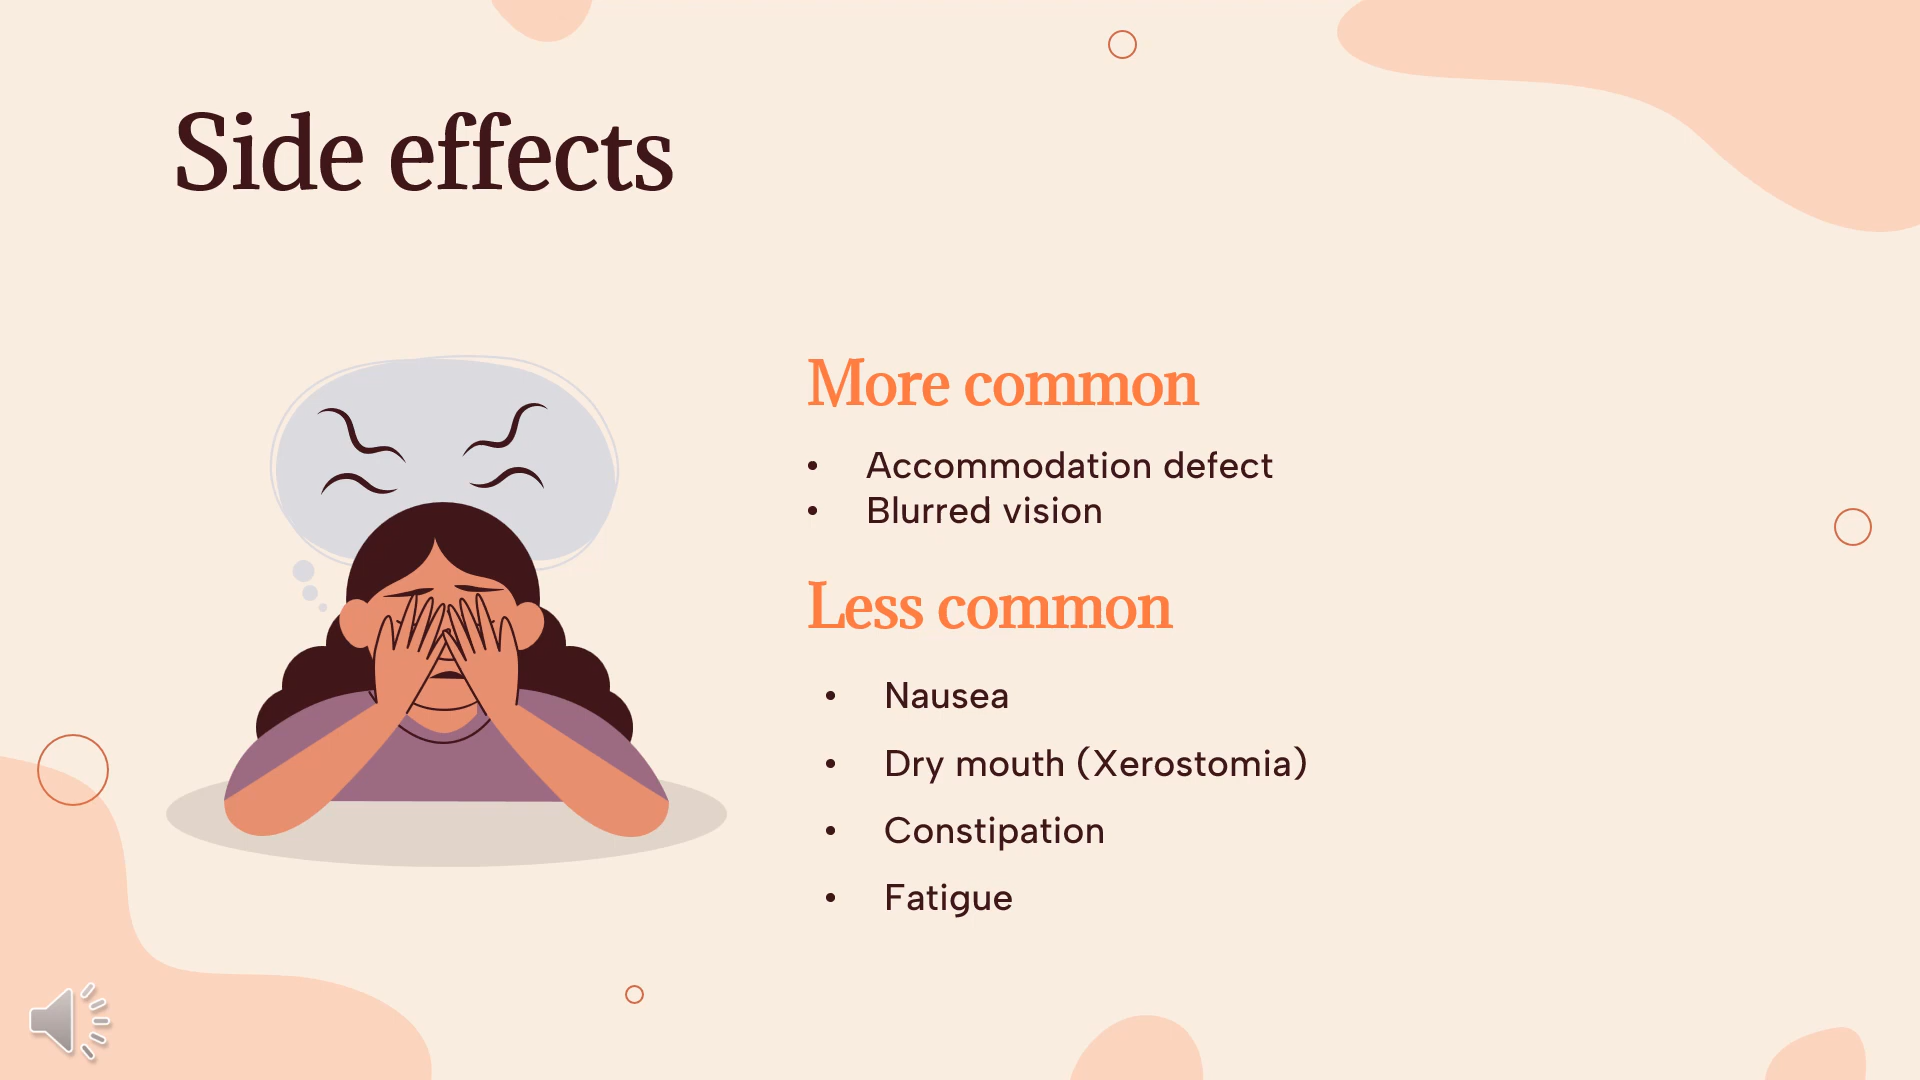 Side effects
More common
• Accommodation defect
• Blurred vision
Less common
• Nausea
• Dry mouth (Xerostomia)
• Constipation
• Fatigue